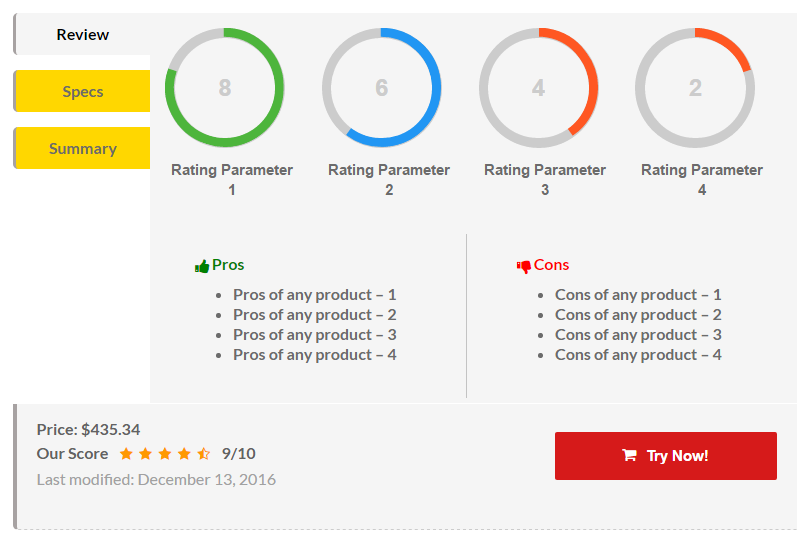 Review
Specs
Summary
8
6
4
2
Rating Parameter
1
Rating Parameter
2
Rating Parameter
3
Rating Parameter
4
Pros
• Pros of any product – 1
• Pros of any product – 2
• Pros of any product – 3
• Pros of any product – 4
Cons
• Cons of any product – 1
• Cons of any product – 2
• Cons of any product – 3
• Cons of any product – 4
Price: $435.34
Our Score 9/10
Last modified: December 13, 2016
Try Now!